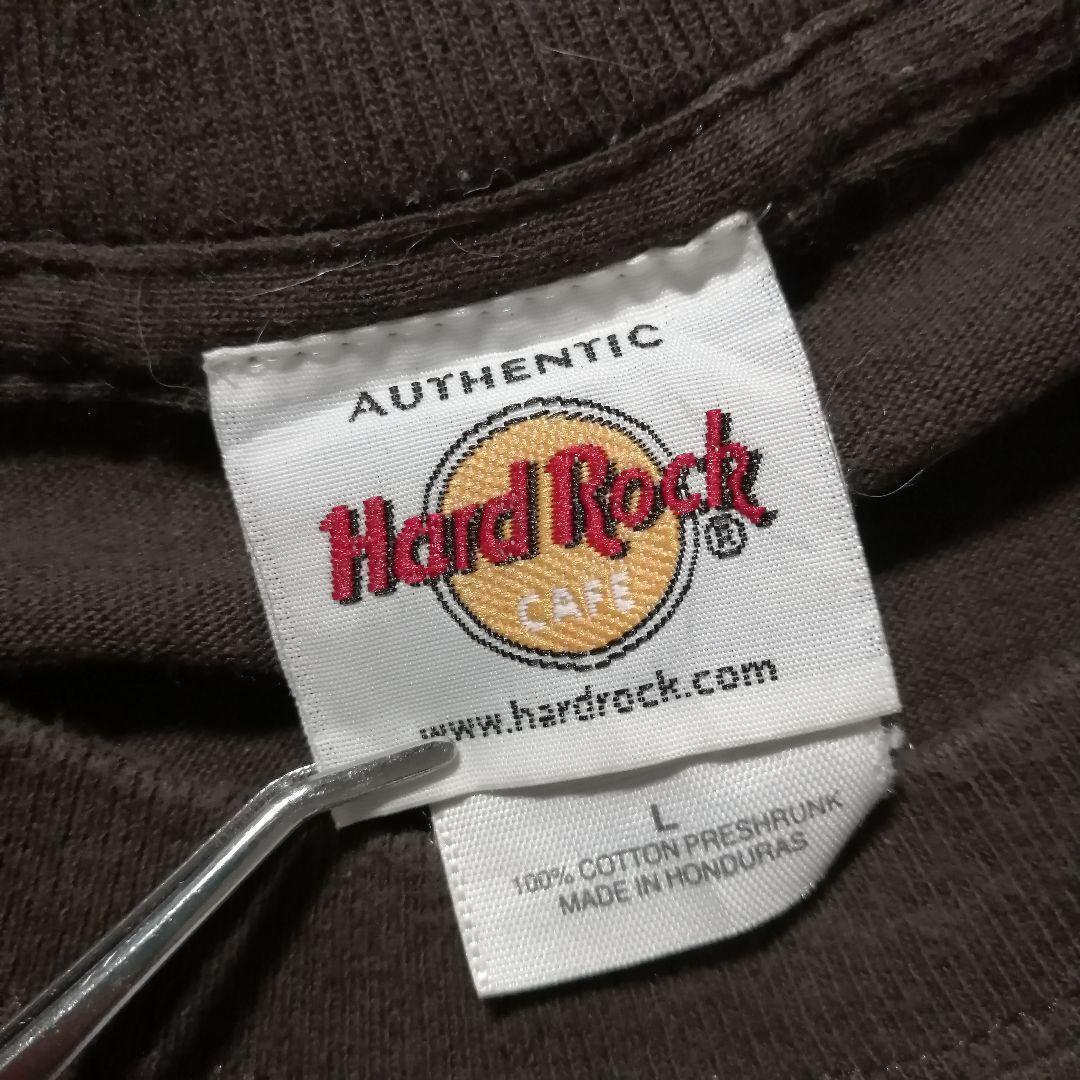 AUTHENTIC
Hard Rock ®
CAFE
www.hardrock.com
L
100% COTTON PRESHRUNK
MADE IN HONDURAS